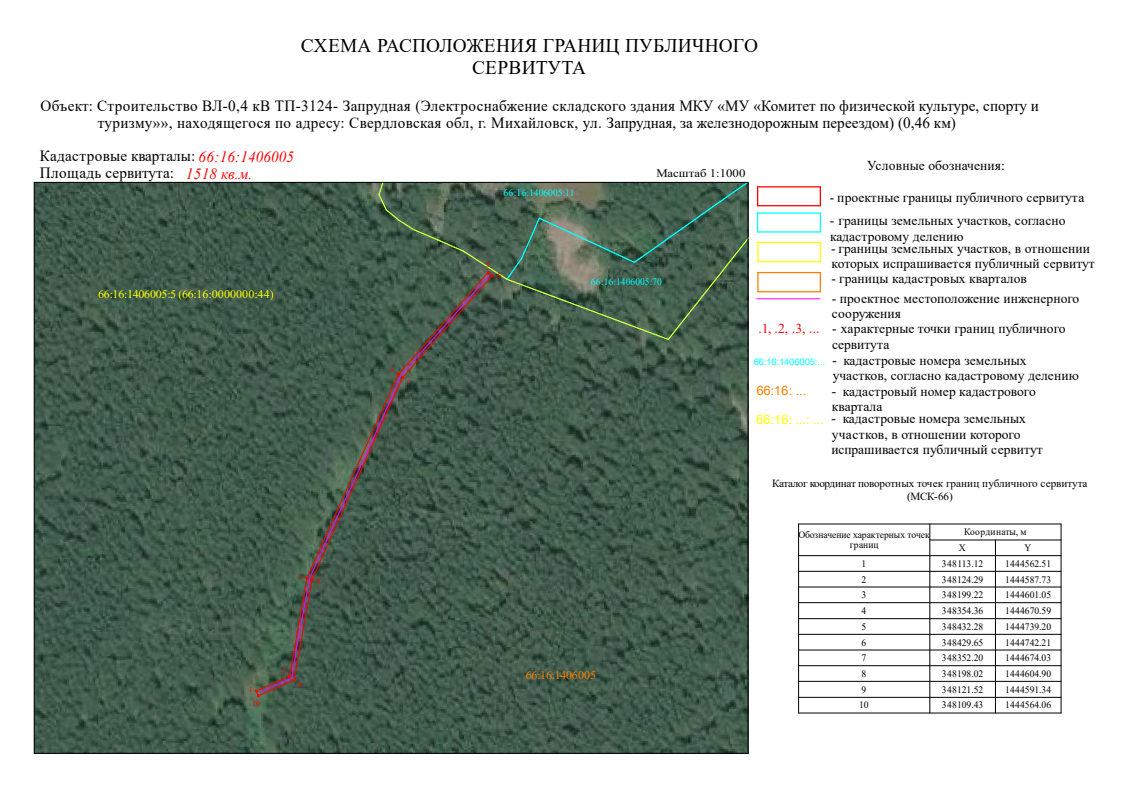 СХЕМА РАСПОЛОЖЕНИЯ ГРАНИЦ ПУБЛИЧНОГО
СЕРВИТУТА
Объект: Строительство ВЛ-0,4 кВ ТП-3124- Запрудная (Электроснабжение складского здания МКУ «МУ «Комитет по физической культуре, спорту и
туризму»», находящегося по адресу: Свердловская обл, г. Михайловск, ул. Запрудная, за железнодорожным переездом) (0,46 км)
Кадастровые кварталы: 66:16:1406005
Площадь сервитута: 1518 кв.м.
Масштаб 1:1000
66:16:1406005:11
66:16:1406005:70
66:16:1406005:5 (66:16:0000000:44)
66:16:1406005
Условные обозначения:
- проектные границы публичного сервитута
- границы земельных участков, согласно
кадастровому делению
- границы земельных участков, в отношении
которых испрашивается публичный сервитут
- границы кадастровых кварталов
- проектное местоположение инженерного
сооружения
.1, .2, .3, ... - характерные точки границ публичного
сервитута
66:16:1406005:... - кадастровые номера земельных
участков, согласно кадастровому делению
66:16: ... - кадастровый номер кадастрового
квартала
66:16: ...: ... - кадастровые номера земельных
участков, в отношении которого
испрашивается публичный сервитут
Каталог координат поворотных точек границ публичного сервитута
(МСК-66)
Обозначение характерных точек
границ
Координаты, м
X Y
1 348113.12 1444562.51
2 348124.29 1444587.73
3 348199.22 1444601.05
4 348354.36 1444670.59
5 348432.28 1444739.20
6 348429.65 1444742.21
7 348352.20 1444674.03
8 348198.02 1444604.90
9 348121.52 1444591.34
10 348109.43 1444564.06